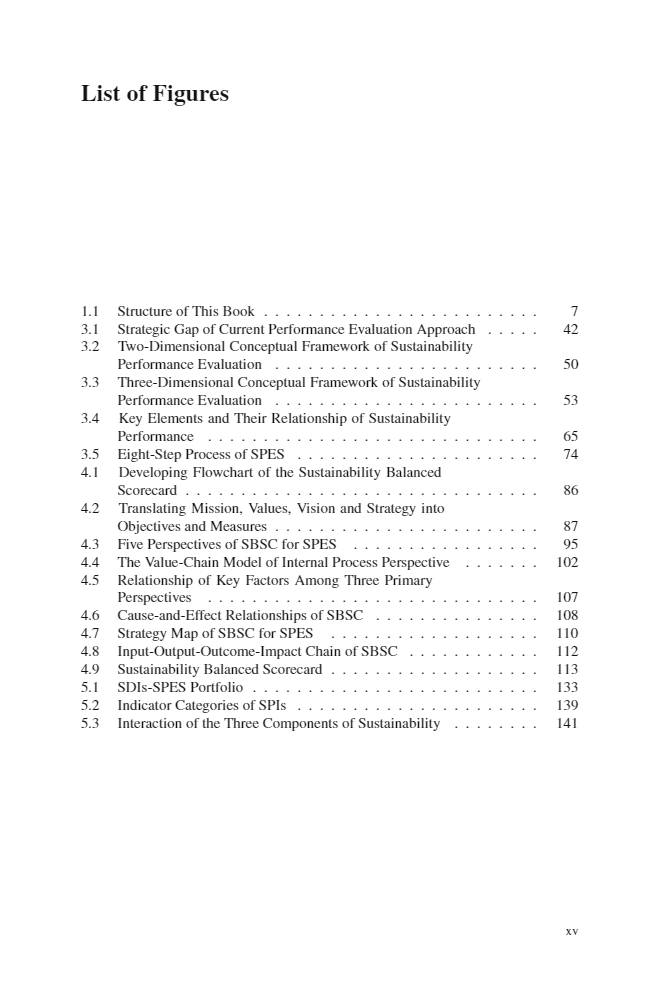 List of Figures
1.1 Structure of This Book . . . . . . . . . . . . . . . . . . . . . . . . . 7
3.1 Strategic Gap of Current Performance Evaluation Approach . . . . . 42
3.2 Two-Dimensional Conceptual Framework of Sustainability
Performance Evaluation . . . . . . . . . . . . . . . . . . . . . . . . 50
3.3 Three-Dimensional Conceptual Framework of Sustainability
Performance Evaluation . . . . . . . . . . . . . . . . . . . . . . . . 53
3.4 Key Elements and Their Relationship of Sustainability
Performance . . . . . . . . . . . . . . . . . . . . . . . . . . . . . . 65
3.5 Eight-Step Process of SPES . . . . . . . . . . . . . . . . . . . . . . 74
4.1 Developing Flowchart of the Sustainability Balanced
Scorecard . . . . . . . . . . . . . . . . . . . . . . . . . . . . . . . . 86
4.2 Translating Mission, Values, Vision and Strategy into
Objectives and Measures . . . . . . . . . . . . . . . . . . . . . . . . 87
4.3 Five Perspectives of SBSC for SPES . . . . . . . . . . . . . . . . . 95
4.4 The Value-Chain Model of Internal Process Perspective . . . . . . . 102
4.5 Relationship of Key Factors Among Three Primary
Perspectives . . . . . . . . . . . . . . . . . . . . . . . . . . . . . . 107
4.6 Cause-and-Effect Relationships of SBSC . . . . . . . . . . . . . . . 108
4.7 Strategy Map of SBSC for SPES . . . . . . . . . . . . . . . . . . . 110
4.8 Input-Output-Outcome-Impact Chain of SBSC . . . . . . . . . . . . 112
4.9 Sustainability Balanced Scorecard . . . . . . . . . . . . . . . . . . . 113
5.1 SDIs-SPES Portfolio . . . . . . . . . . . . . . . . . . . . . . . . . . 133
5.2 Indicator Categories of SPIs . . . . . . . . . . . . . . . . . . . . . . 139
5.3 Interaction of the Three Components of Sustainability . . . . . . . . 141
xv